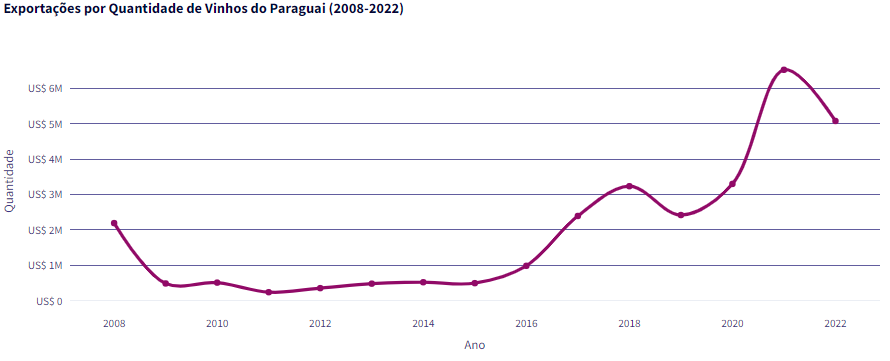 Exportações por Quantidade de Vinhos do Paraguai (2008-2022)
US$ 6M
US$ 5M
US$ 4M
US$ 3M
US$ 2M
US$ 1M
US$ 0
Quantidade
2008 2010 2012 2014 2016 2018 2020 2022
Ano